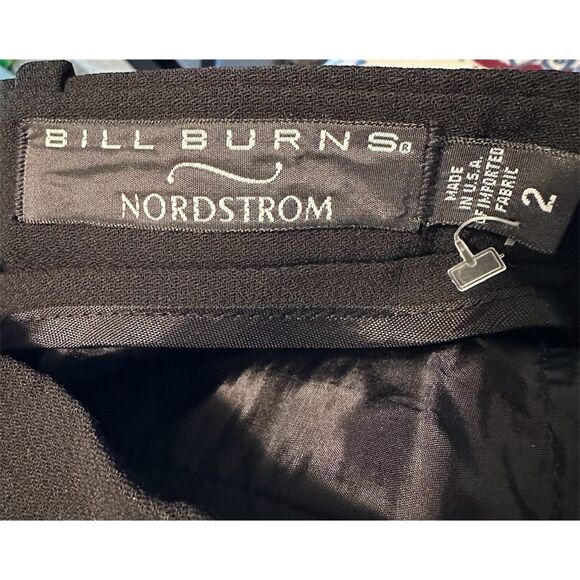 BILL BURNS®
NORDSTROM
MADE
IN U.S.A.
OF IMPORTED
FABRIC
2